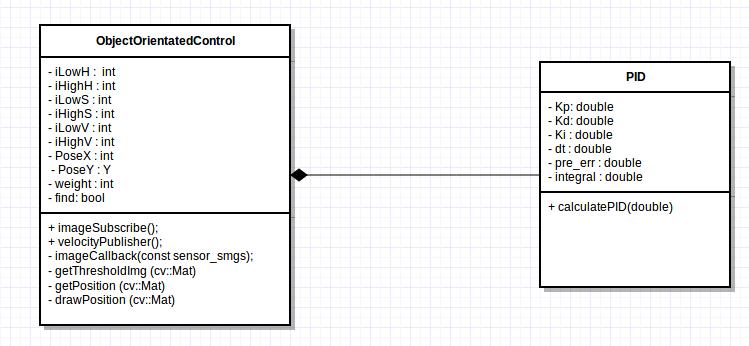 ObjectOrientatedControl
- iLowH : int
- iHighH : int
- iLowS : int
- iHighS : int
- iLowV : int
- iHighV : int
- PoseX : int
- PoseY : Y
- weight : int
- find: bool
+ imageSubscribe();
+ velocityPublisher();
- imageCallback(const sensor_smgs);
- getThresholdImg (cv::Mat)
- getPosition (cv::Mat)
- drawPosition (cv::Mat)
PID
- Kp: double
- Kd: double
- Ki : double
- dt : double
- pre_err : double
- integral : double
+ calculatePID(double)